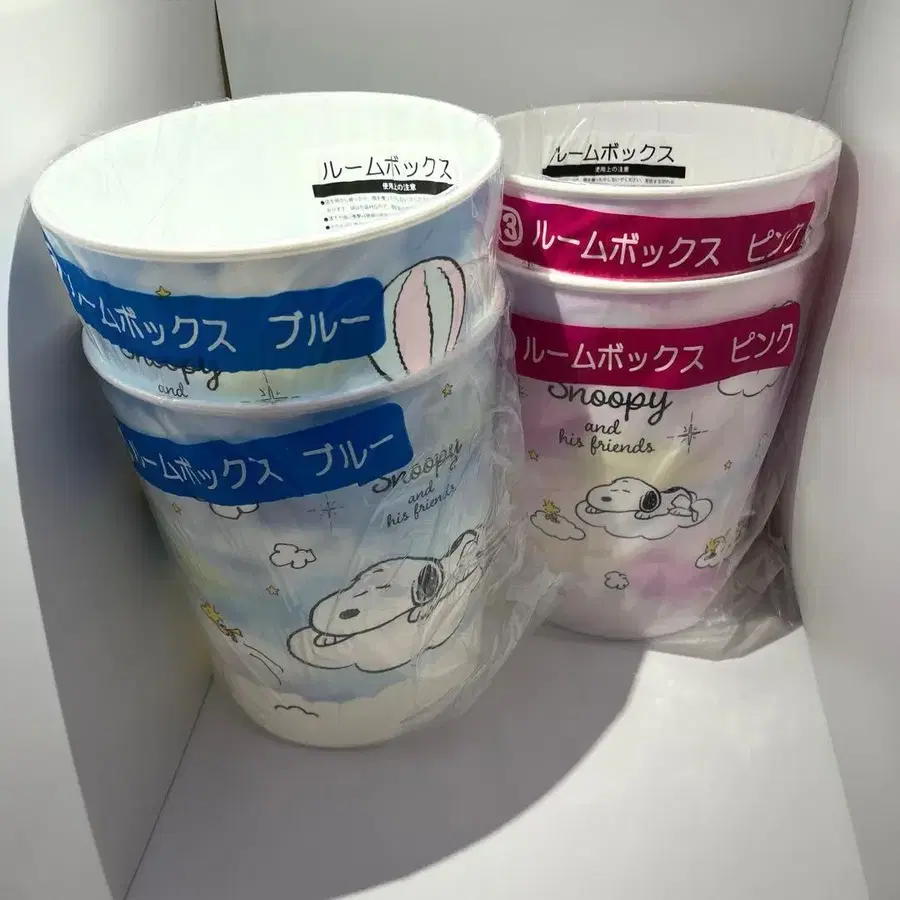 ルームボックス
使用上の注意
ルームボックス ブルー
Snoopy
and
ルームボックス ブルー
Snoopy
and
his friends
ルームボックス
使用上の注意
③ ルームボックス ピンク
ルームボックス ピンク
Snoopy
and
his friends